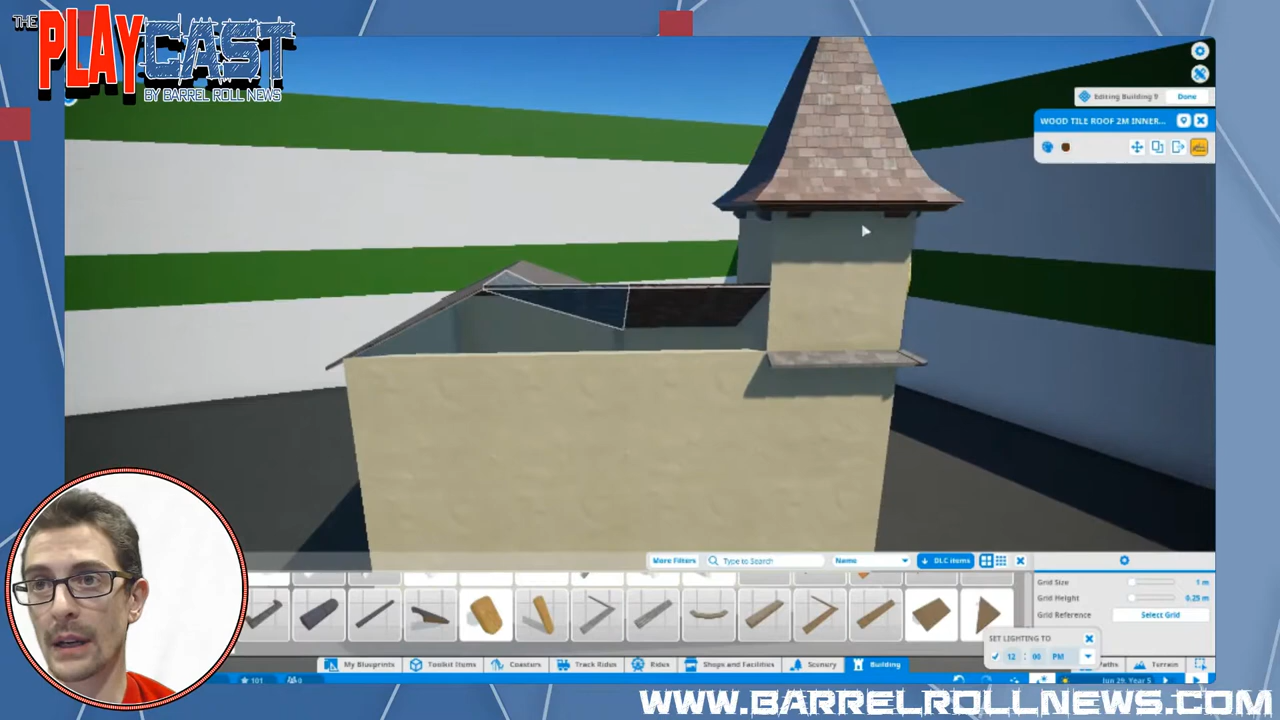 THE
PLAYCAST
BY BARREL ROLL NEWS
Editing Building 9
Done
WOOD TILE ROOF 2M INNER...
More Filters
Type to Search
Name
DLC Items
Grid Size
1 m
Grid Height
0.25 m
Grid Reference
Select Grid
SET LIGHTING TO
12 : 00 PM
My Blueprints
Toolkit Items
Coasters
Track Rides
Rides
Shops and Facilities
Scenery
Building
Paths
Terrain
101
0
Jun 29, Year 5
WWW.BARRELROLLNEWS.COM